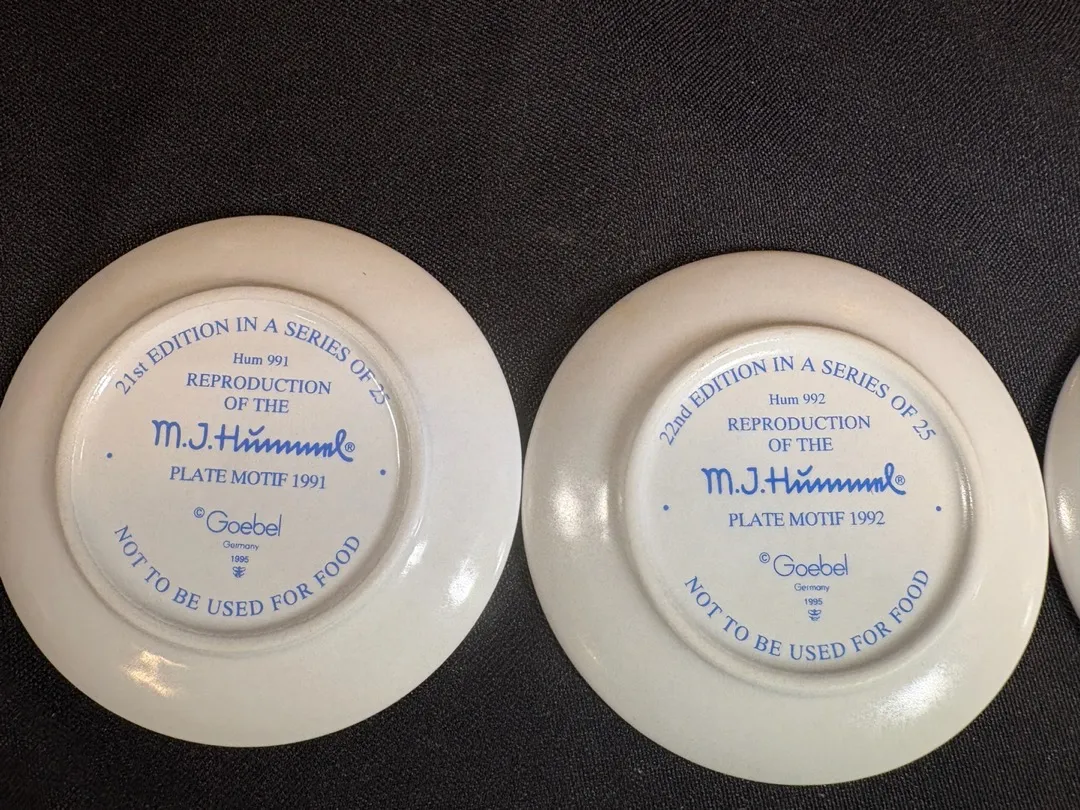 21st EDITION IN A SERIES OF 25
Hum 991
REPRODUCTION
OF THE
M.J.Hummel®
PLATE MOTIF 1991
© Goebel
Germany
1995
NOT TO BE USED FOR FOOD
22nd EDITION IN A SERIES OF 25
Hum 992
REPRODUCTION
OF THE
M.J.Hummel®
PLATE MOTIF 1992
© Goebel
Germany
1995
NOT TO BE USED FOR FOOD